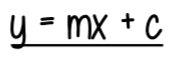 y = mx + c